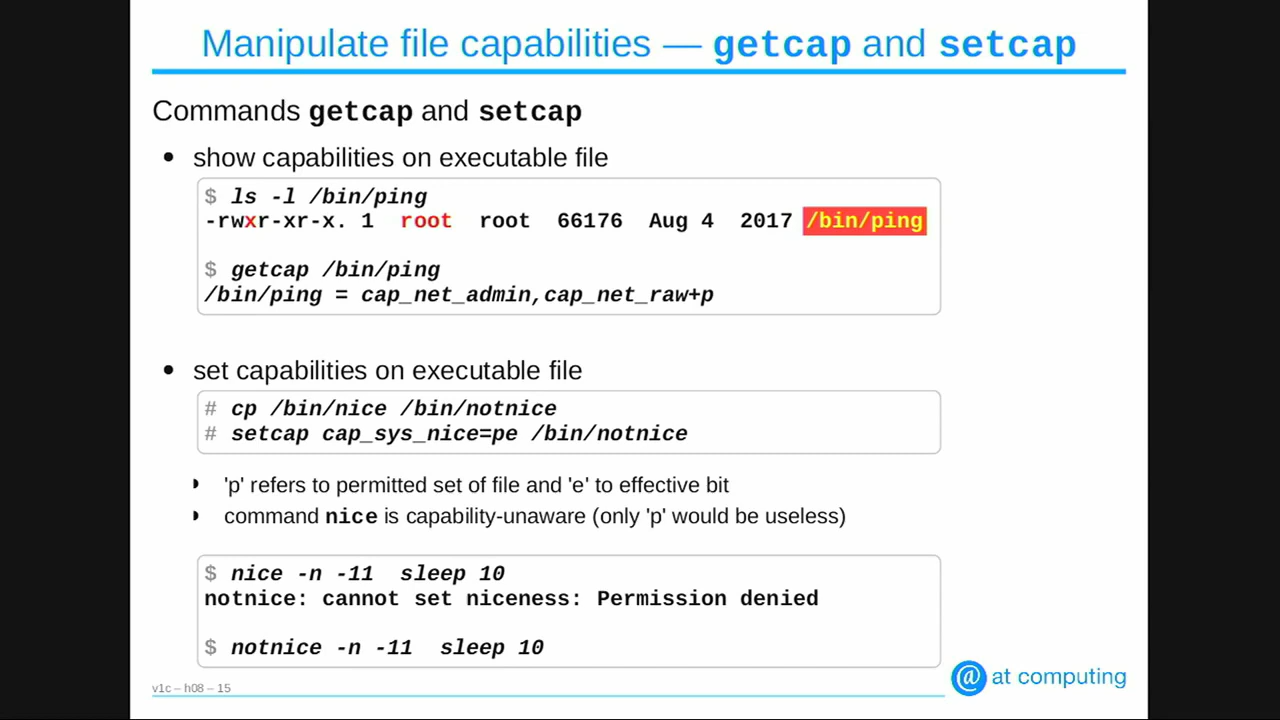 Manipulate file capabilities — getcap and setcap
Commands getcap and setcap
• show capabilities on executable file
$ ls -l /bin/ping
-rwxr-xr-x. 1 root root 66176 Aug 4 2017 /bin/ping
$ getcap /bin/ping
/bin/ping = cap_net_admin,cap_net_raw+p
• set capabilities on executable file
# cp /bin/nice /bin/notnice
# setcap cap_sys_nice=pe /bin/notnice
'p' refers to permitted set of file and 'e' to effective bit
command nice is capability-unaware (only 'p' would be useless)
$ nice -n -11 sleep 10
notnice: cannot set niceness: Permission denied
$ notnice -n -11 sleep 10
v1c – h08 – 15
@ at computing